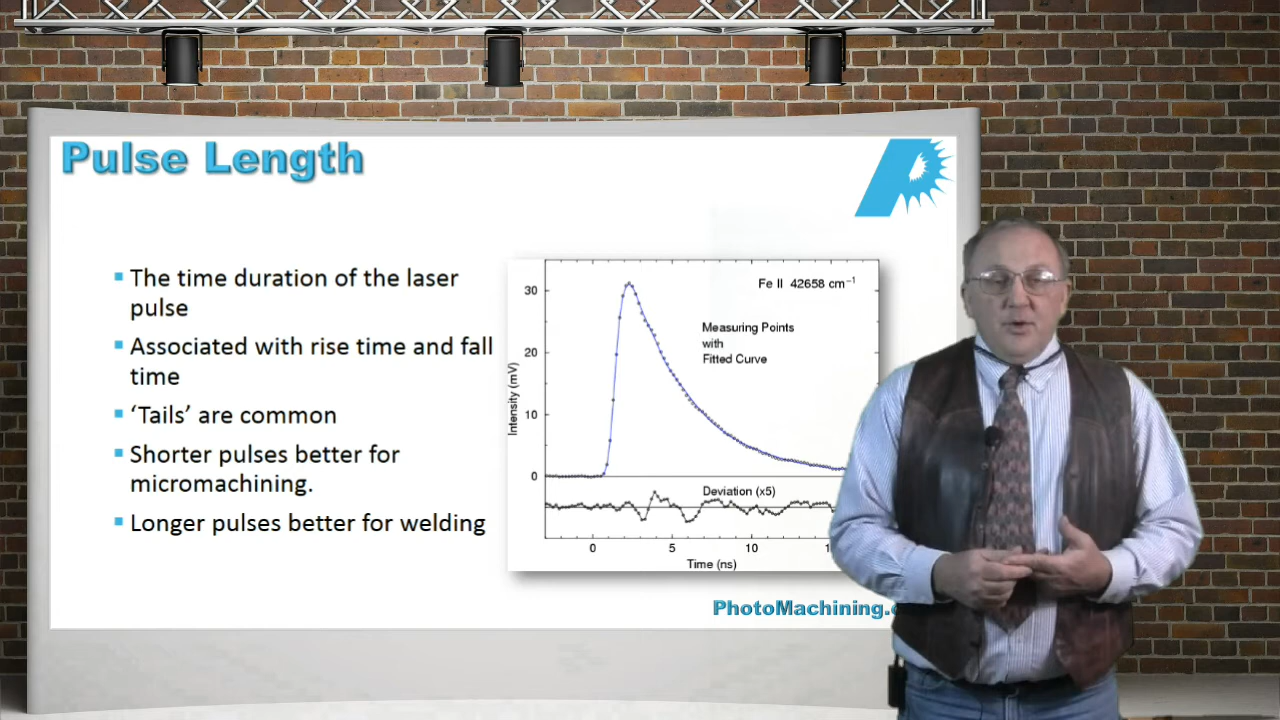 Pulse Length
The time duration of the laser
pulse
Associated with rise time and fall
time
‘Tails’ are common
Shorter pulses better for
micromachining.
Longer pulses better for welding
Fe II 42658 cm⁻¹
Measuring Points
with
Fitted Curve
Intensity (mV)
30
20
10
0
Deviation (x5)
0 5 10
Time (ns)
PhotoMachining.